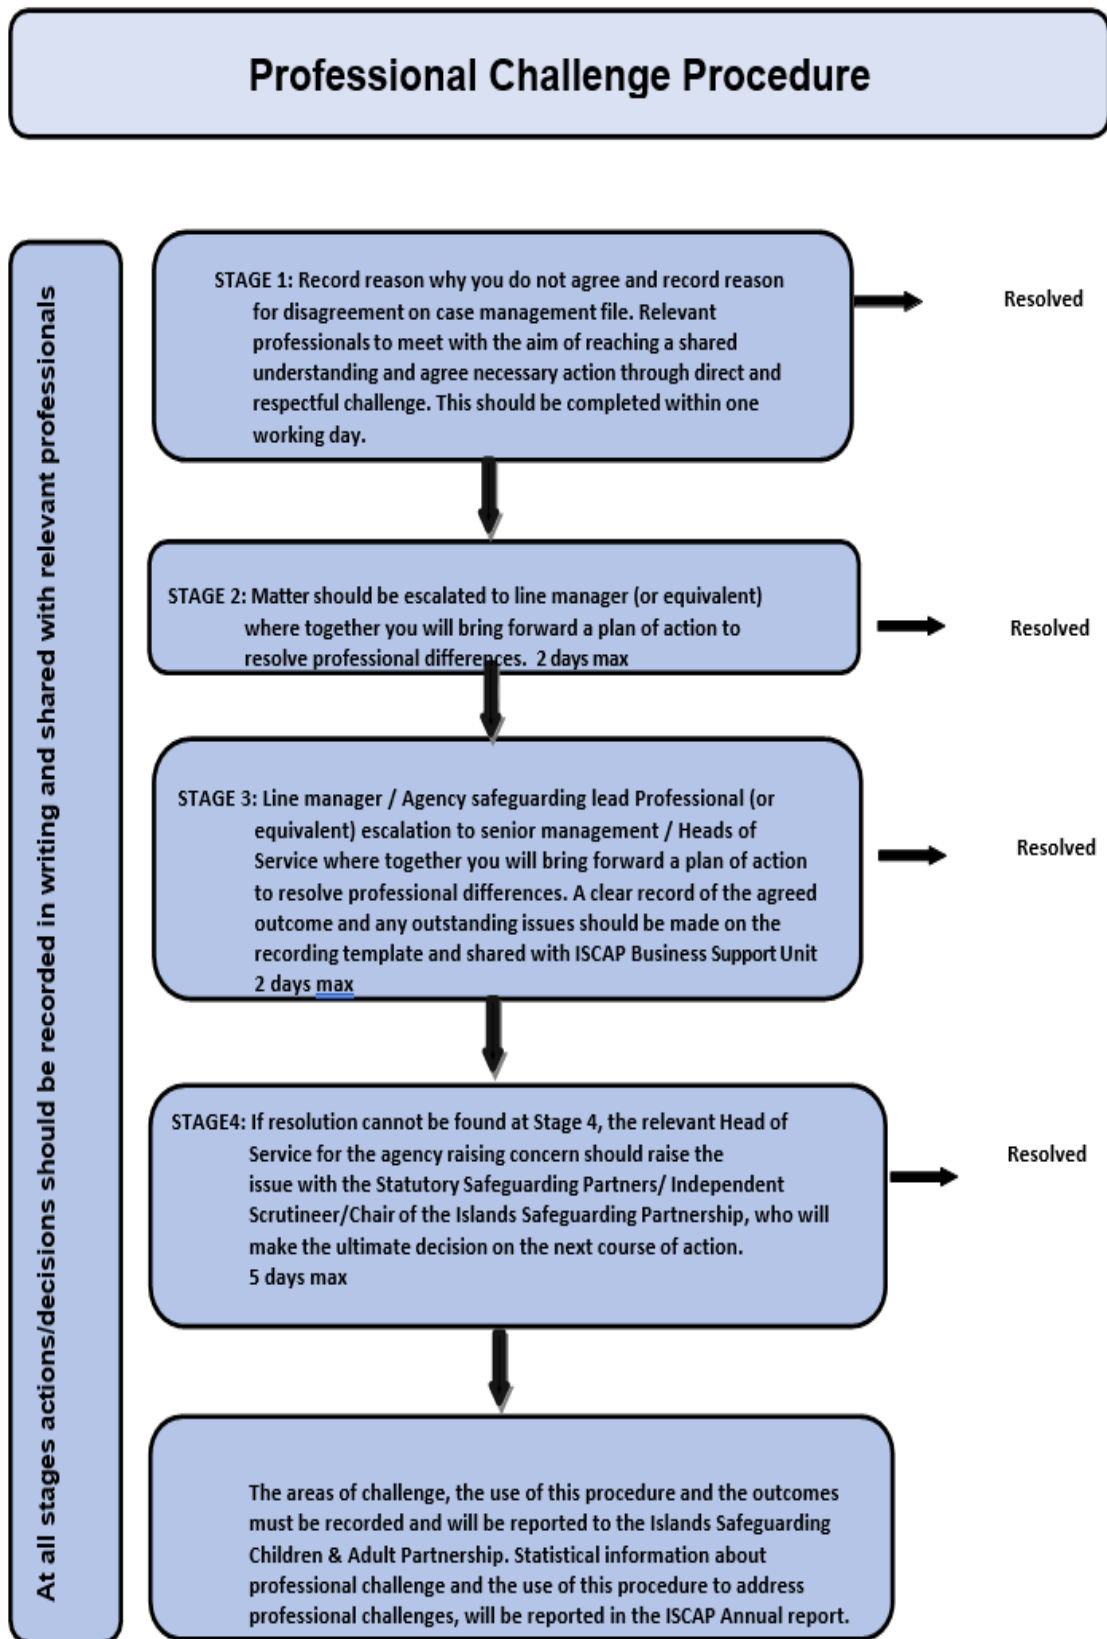 Professional Challenge Procedure
At all stages actions/decisions should be recorded in writing and shared with relevant professionals
STAGE 1: Record reason why you do not agree and record reason
for disagreement on case management file. Relevant
professionals to meet with the aim of reaching a shared
understanding and agree necessary action through direct and
respectful challenge. This should be completed within one
working day.
Resolved
STAGE 2: Matter should be escalated to line manager (or equivalent)
where together you will bring forward a plan of action to
resolve professional differences. 2 days max
Resolved
STAGE 3: Line manager / Agency safeguarding lead Professional (or
equivalent) escalation to senior management / Heads of
Service where together you will bring forward a plan of action
to resolve professional differences. A clear record of the agreed
outcome and any outstanding issues should be made on the
recording template and shared with ISCAP Business Support Unit
2 days max
Resolved
STAGE4: If resolution cannot be found at Stage 4, the relevant Head of
Service for the agency raising concern should raise the
issue with the Statutory Safeguarding Partners/ Independent
Scrutineer/Chair of the Islands Safeguarding Partnership, who will
make the ultimate decision on the next course of action.
5 days max
Resolved
The areas of challenge, the use of this procedure and the outcomes
must be recorded and will be reported to the Islands Safeguarding
Children & Adult Partnership. Statistical information about
professional challenge and the use of this procedure to address
professional challenges, will be reported in the ISCAP Annual report.